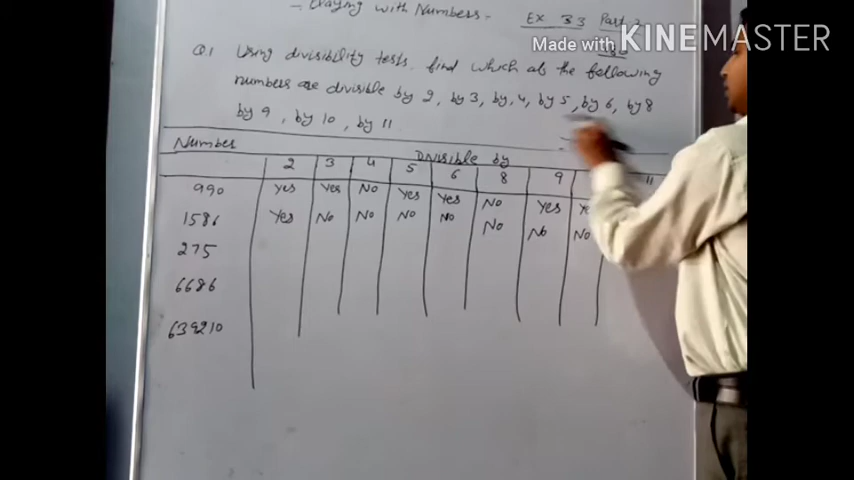 - Playing with Numbers -
EX 3.3 Part
Made with KINEMASTER
Q.1 Using divisibility tests, find which of the following
numbers are divisible by 2, by 3, by 4, by 5, by 6, by 8
by 9, by 10, by 11
Number Divisible by
2 3 4 5 6 8 9 11
990 Yes Yes No Yes Yes No Yes
1586 Yes No No No No No No No
275
6686
639210